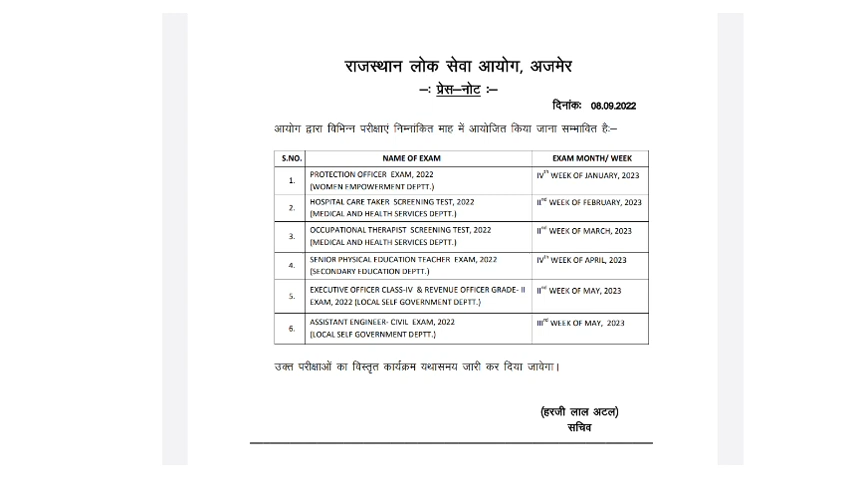 राजस्थान लोक सेवा आयोग, अजमेर
–: प्रेस–नोट :–
दिनांक: 08.09.2022
आयोग द्वारा विभिन्न परीक्षाएं निम्नांकित माह में आयोजित किया जाना सम्भावित है:–
S.NO. NAME OF EXAM EXAM MONTH/ WEEK
1. PROTECTION OFFICER EXAM, 2022 IVth WEEK OF JANUARY, 2023
(WOMEN EMPOWERMENT DEPTT.)
2. HOSPITAL CARE TAKER SCREENING TEST, 2022 IInd WEEK OF FEBRUARY, 2023
(MEDICAL AND HEALTH SERVICES DEPTT.)
3. OCCUPATIONAL THERAPIST SCREENING TEST, 2022 IInd WEEK OF MARCH, 2023
(MEDICAL AND HEALTH SERVICES DEPTT.)
4. SENIOR PHYSICAL EDUCATION TEACHER EXAM, 2022 IVth WEEK OF APRIL, 2023
(SECONDARY EDUCATION DEPTT.)
5. EXECUTIVE OFFICER CLASS-IV & REVENUE OFFICER GRADE- II IInd WEEK OF MAY, 2023
EXAM, 2022 (LOCAL SELF GOVERNMENT DEPTT.)
6. ASSISTANT ENGINEER- CIVIL EXAM, 2022 IIIrd WEEK OF MAY, 2023
(LOCAL SELF GOVERNMENT DEPTT.)
उक्त परीक्षाओं का विस्तृत कार्यक्रम यथासमय जारी कर दिया जावेगा।
(हरजी लाल अटल)
सचिव